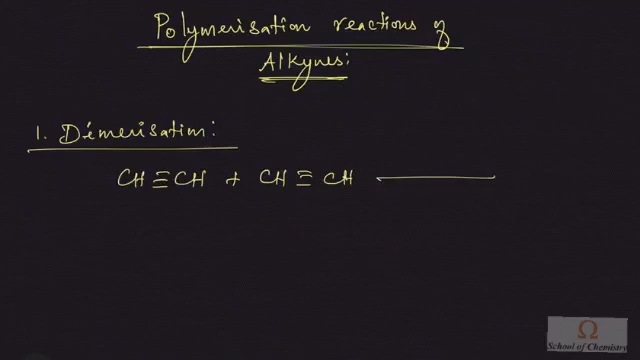 Polymerisation reactions of
Alkynes:
1. Dimerisation:
CH≡CH + CH≡CH
Ω
School of Chemistry